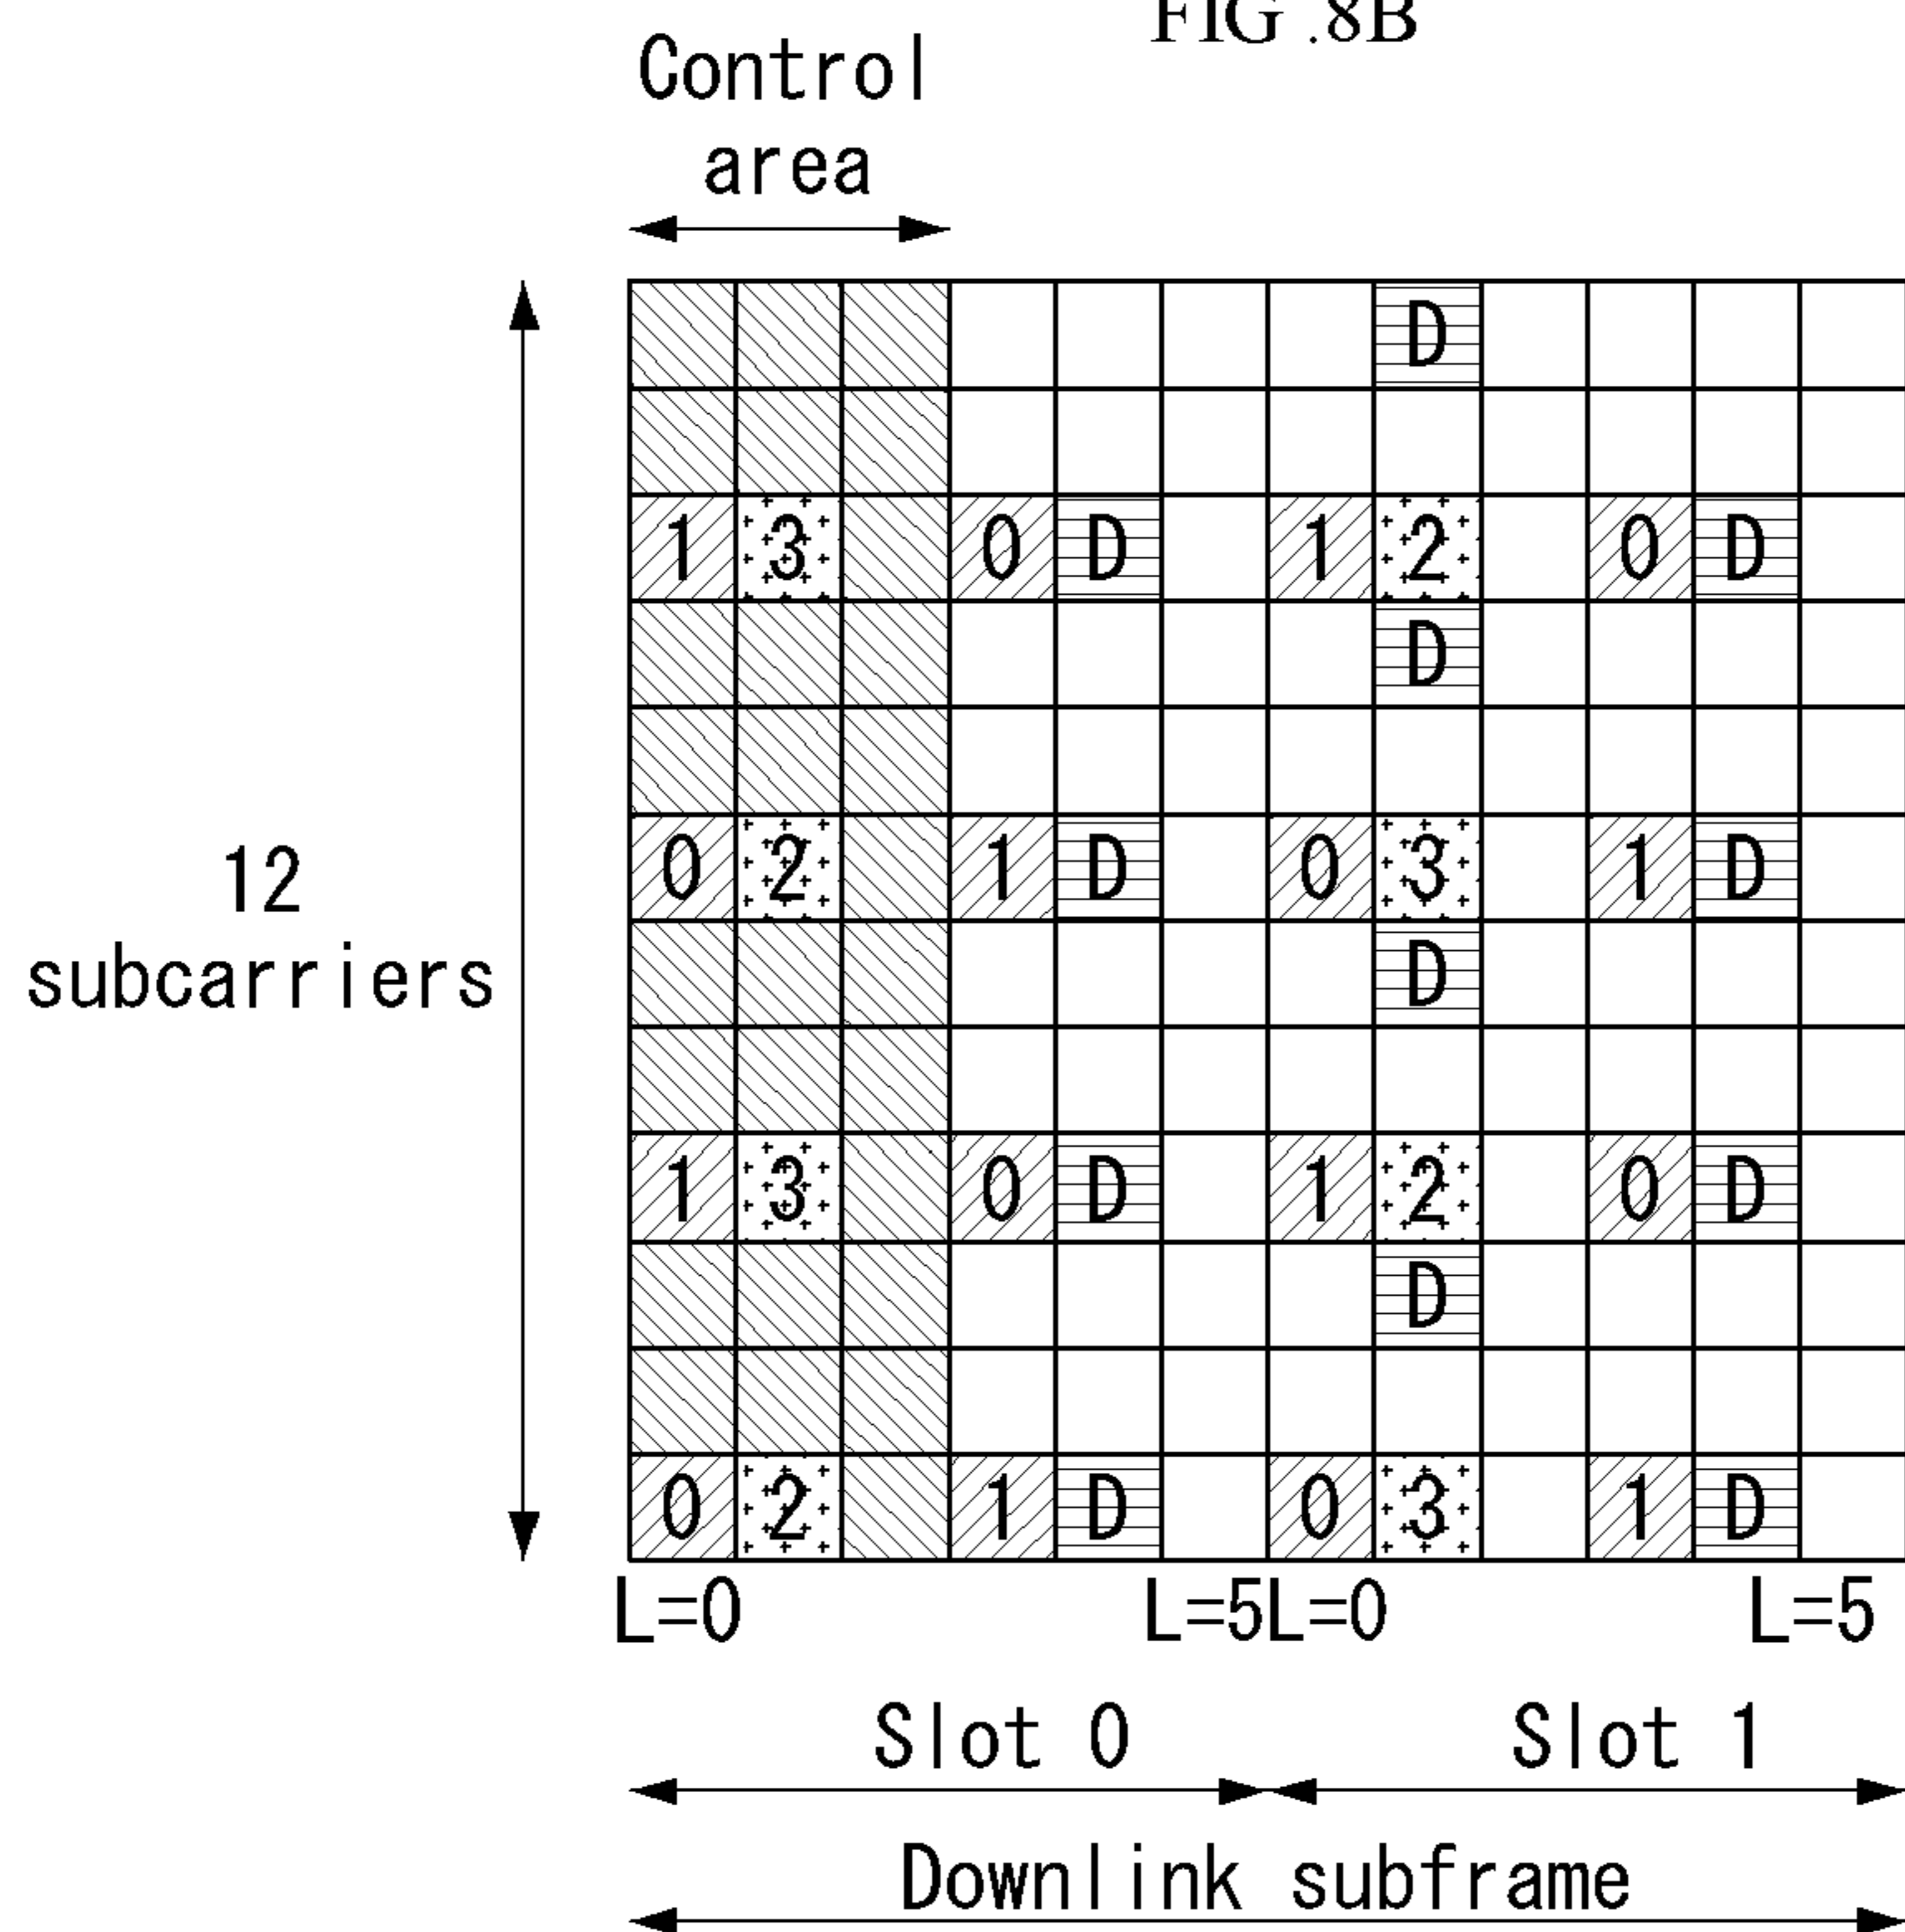 FIG .8B
Control
area
D
1 3 0 D 1 2 0 D
D
0 2 1 D 0 3 1 D
D
1 3 0 D 1 2 0 D
D
0 2 1 D 0 3 1 D
12
subcarriers
L=0 L=5 L=0 L=5
Slot 0 Slot 1
Downlink subframe